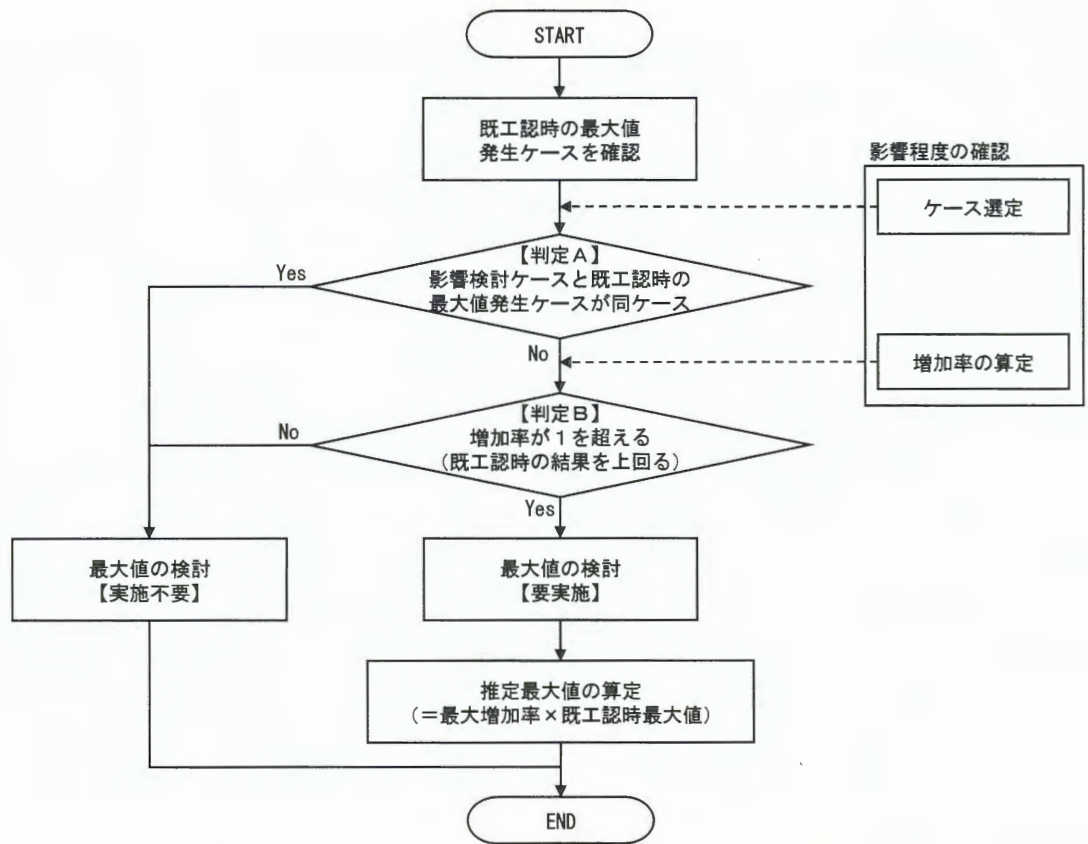 START
既工認時の最大値
発生ケースを確認
影響程度の確認
ケース選定
【判定A】
影響検討ケースと既工認時の
最大値発生ケースが同ケース
Yes
No
増加率の算定
【判定B】
増加率が1を超える
(既工認時の結果を上回る)
No
Yes
最大値の検討
【実施不要】
最大値の検討
【要実施】
推定最大値の算定
(=最大増加率×既工認時最大値)
END